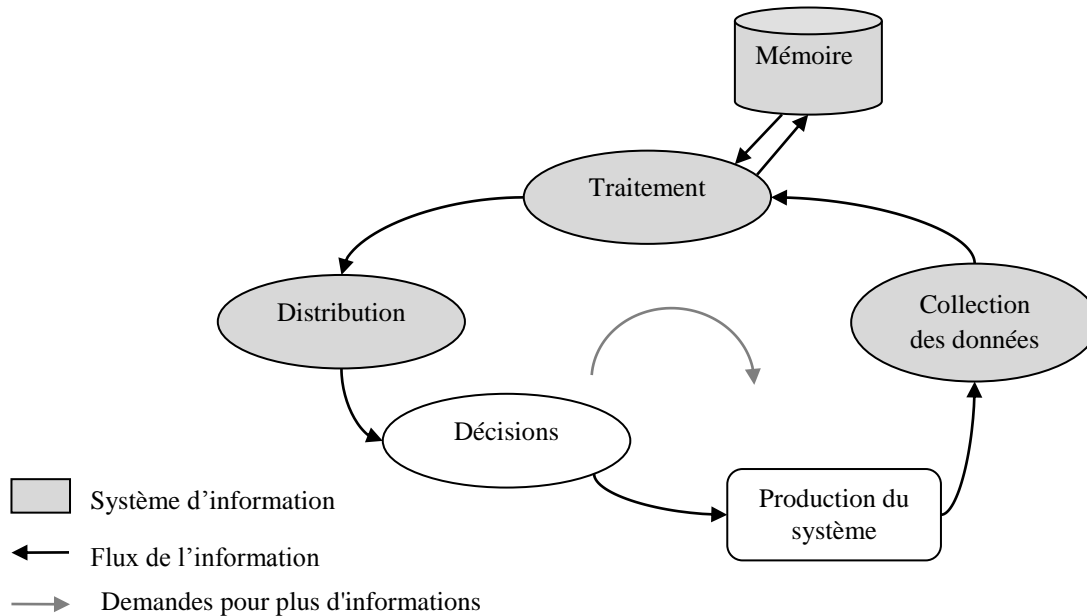 Mémoire
Traitement
Distribution
Collection
des données
Décisions
Production du
système
Système d’information
Flux de l’information
Demandes pour plus d'informations